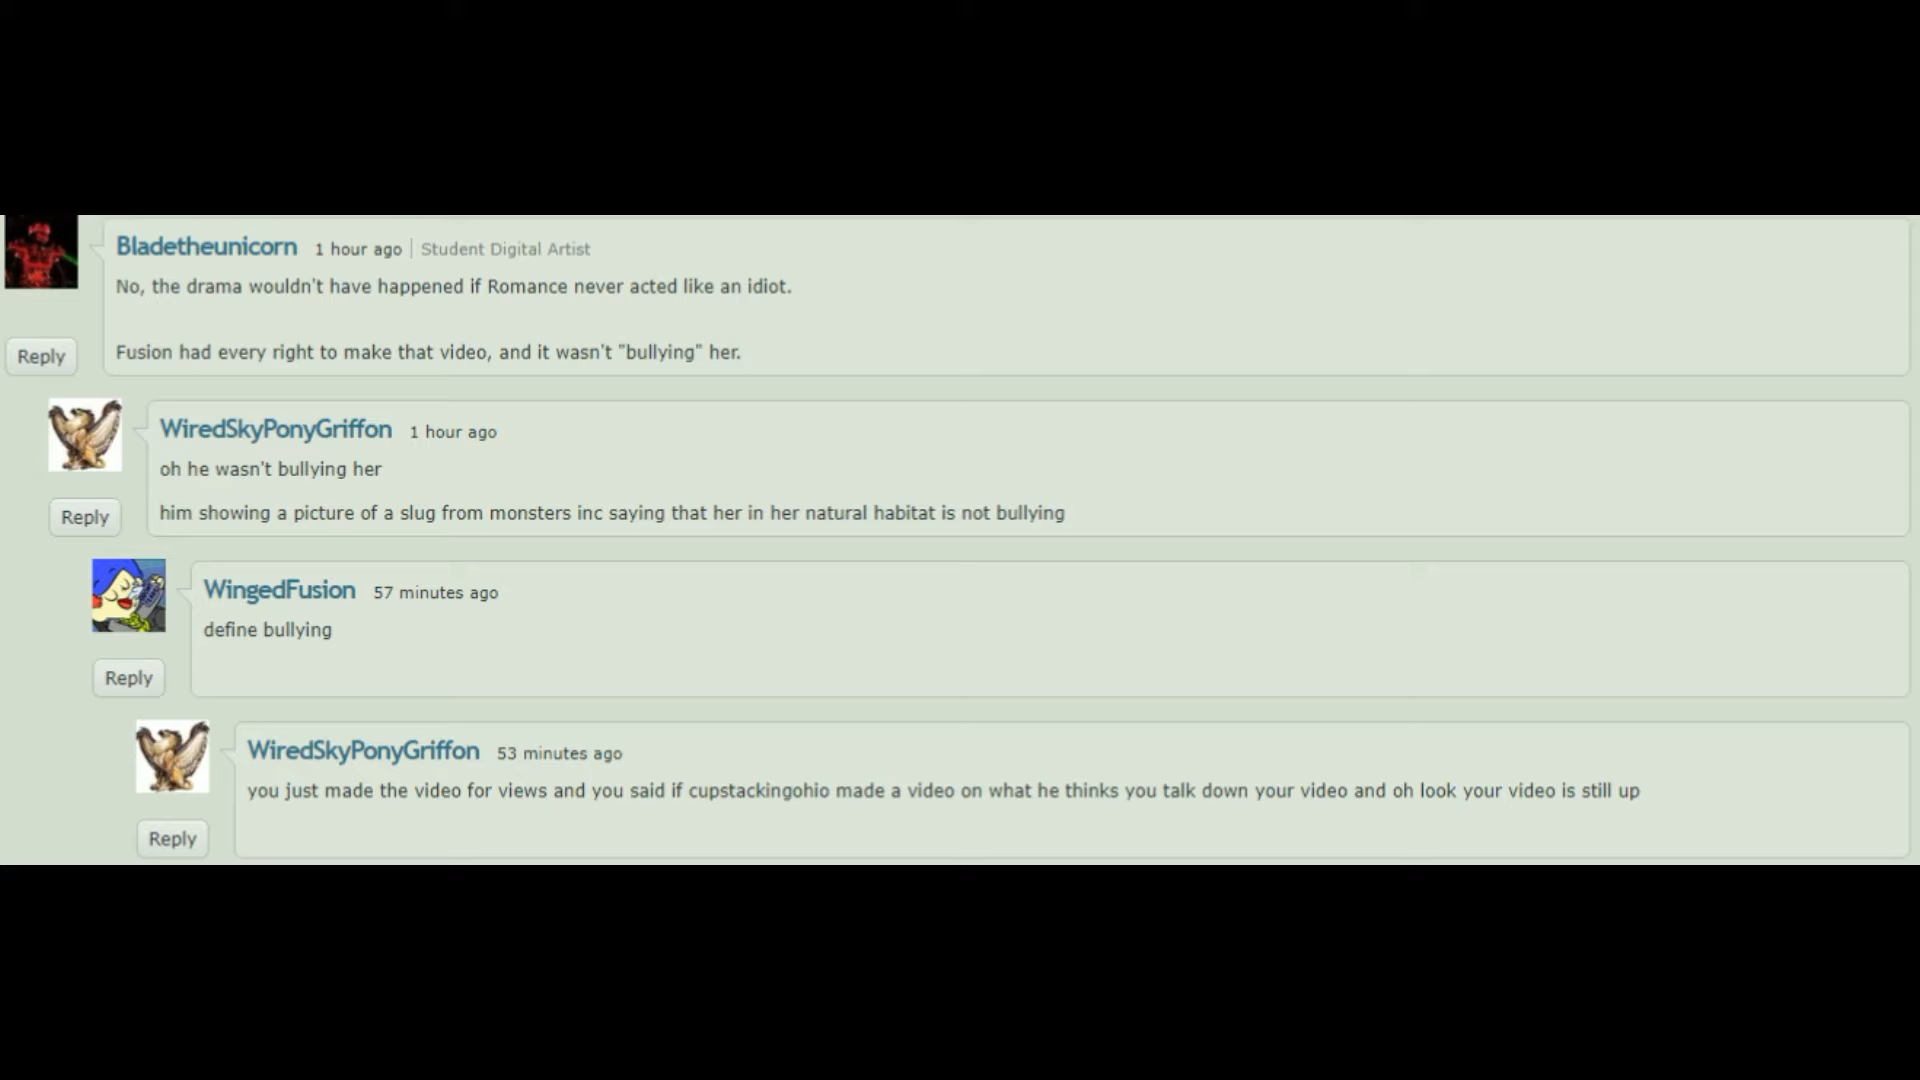 Bladetheunicorn 1 hour ago | Student Digital Artist
No, the drama wouldn't have happened if Romance never acted like an idiot.
Fusion had every right to make that video, and it wasn't "bullying" her.
Reply
WiredSkyPonyGriffon 1 hour ago
oh he wasn't bullying her
him showing a picture of a slug from monsters inc saying that her in her natural habitat is not bullying
Reply
WingedFusion 57 minutes ago
define bullying
Reply
WiredSkyPonyGriffon 53 minutes ago
you just made the video for views and you said if cupstackingohio made a video on what he thinks you talk down your video and oh look your video is still up
Reply